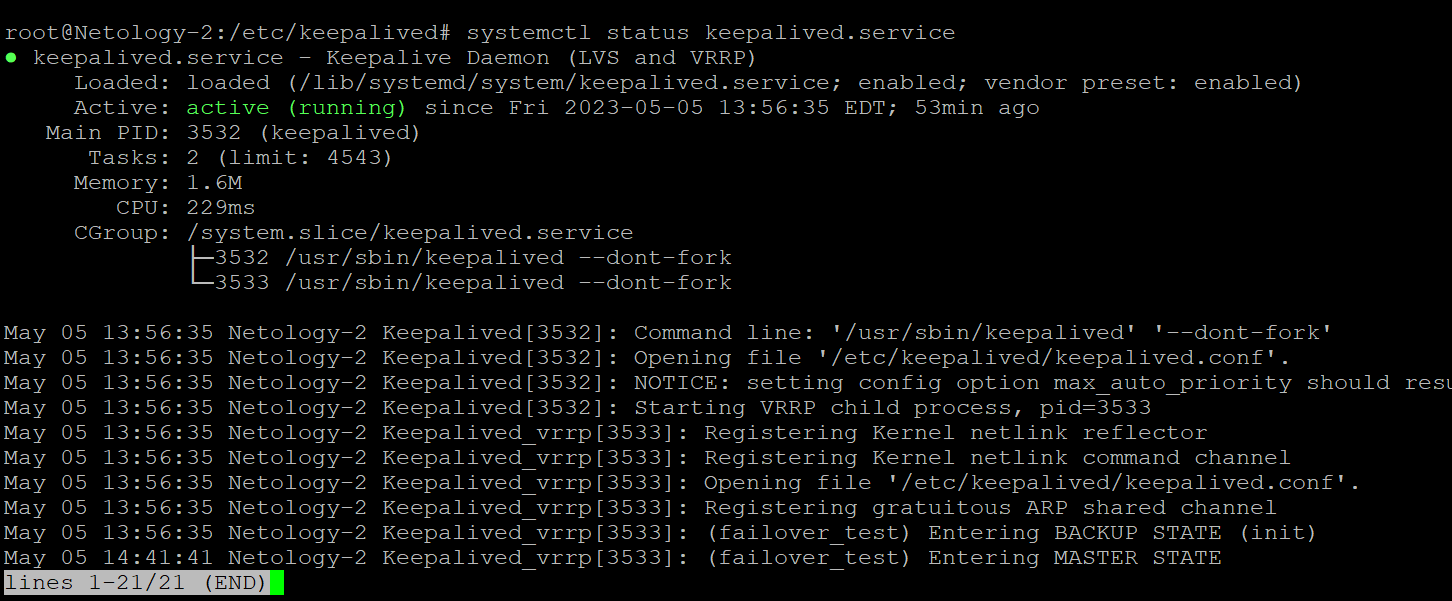 root@Netology-2:/etc/keepalived# systemctl status keepalived.service
● keepalived.service - Keepalive Daemon (LVS and VRRP)
     Loaded: loaded (/lib/systemd/system/keepalived.service; enabled; vendor preset: enabled)
     Active: active (running) since Fri 2023-05-05 13:56:35 EDT; 53min ago
   Main PID: 3532 (keepalived)
      Tasks: 2 (limit: 4543)
     Memory: 1.6M
        CPU: 229ms
     CGroup: /system.slice/keepalived.service
             ├─3532 /usr/sbin/keepalived --dont-fork
             └─3533 /usr/sbin/keepalived --dont-fork
May 05 13:56:35 Netology-2 Keepalived[3532]: Command line: '/usr/sbin/keepalived' '--dont-fork'
May 05 13:56:35 Netology-2 Keepalived[3532]: Opening file '/etc/keepalived/keepalived.conf'.
May 05 13:56:35 Netology-2 Keepalived[3532]: NOTICE: setting config option max_auto_priority should resu
May 05 13:56:35 Netology-2 Keepalived[3532]: Starting VRRP child process, pid=3533
May 05 13:56:35 Netology-2 Keepalived_vrrp[3533]: Registering Kernel netlink reflector
May 05 13:56:35 Netology-2 Keepalived_vrrp[3533]: Registering Kernel netlink command channel
May 05 13:56:35 Netology-2 Keepalived_vrrp[3533]: Opening file '/etc/keepalived/keepalived.conf'.
May 05 13:56:35 Netology-2 Keepalived_vrrp[3533]: Registering gratuitous ARP shared channel
May 05 13:56:35 Netology-2 Keepalived_vrrp[3533]: (failover_test) Entering BACKUP STATE (init)
May 05 14:41:41 Netology-2 Keepalived_vrrp[3533]: (failover_test) Entering MASTER STATE
lines 1-21/21 (END)